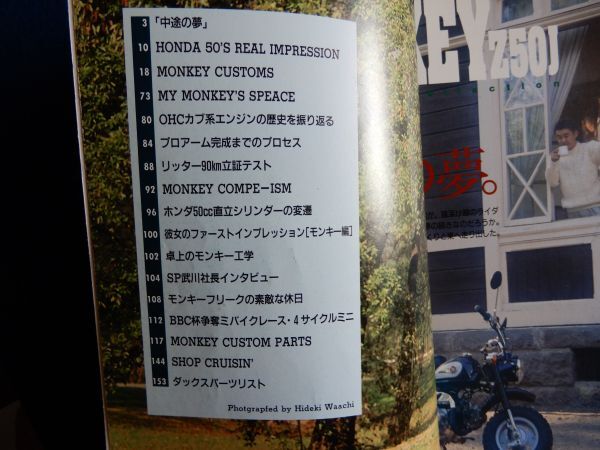 3 「中途の夢」
10 HONDA 50'S REAL IMPRESSION
18 MONKEY CUSTOMS
73 MY MONKEY'S SPEACE
80 OHCカブ系エンジンの歴史を振り返る
84 プロアーム完成までのプロセス
88 リッター90km立証テスト
92 MONKEY COMPE-ISM
96 ホンダ50cc直立シリンダーの変遷
100 彼女のファーストインプレッション[モンキー編]
102 卓上のモンキー工学
104 SP武川社長インタビュー
108 モンキーフリークの素敵な休日
112 BBC杯争奪ミバイクレース・4サイクルミニ
117 MONKEY CUSTOM PARTS
144 SHOP CRUISIN'
153 ダックスパーツリスト
Photgrapfed by Hideki Waachi
KEY Z50J
夢。